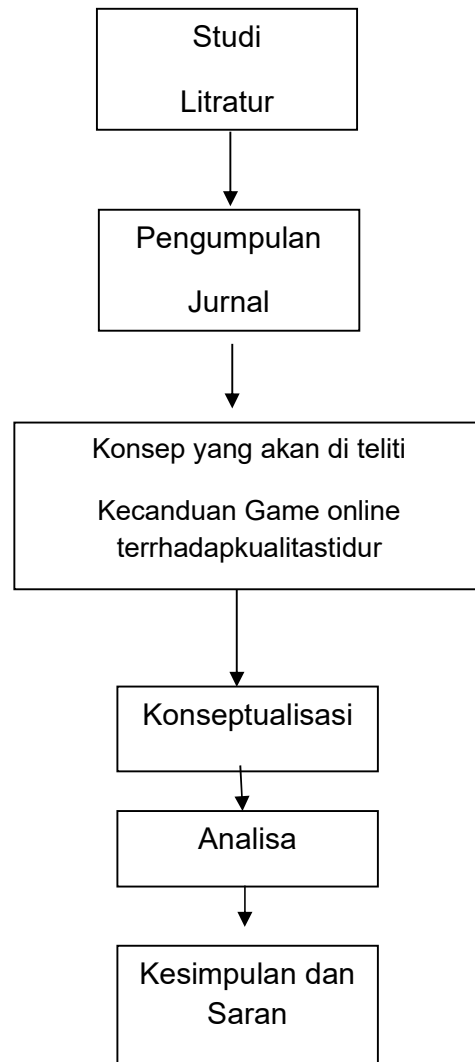 Studi
Litratur
Pengumpulan
Jurnal
Konsep yang akan di teliti
Kecanduan Game online
terrhadapkualitastidur
Konseptualisasi
Analisa
Kesimpulan dan
Saran